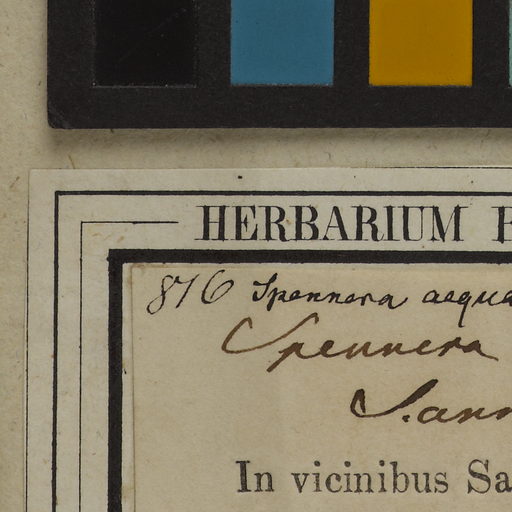 HERBARIUM
876 Spennera
Spennera
In vicinibus